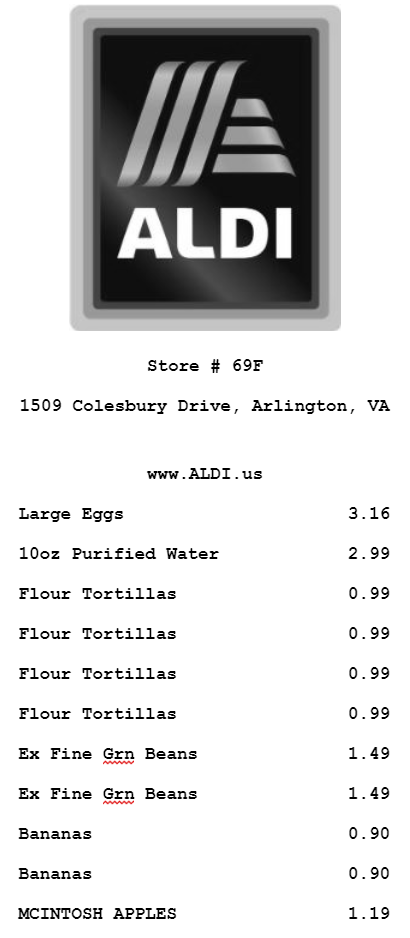 ALDI
Store # 69F
1509 Colesbury Drive, Arlington, VA
www.ALDI.us
Large Eggs 3.16
10oz Purified Water 2.99
Flour Tortillas 0.99
Flour Tortillas 0.99
Flour Tortillas 0.99
Flour Tortillas 0.99
Ex Fine Grn Beans 1.49
Ex Fine Grn Beans 1.49
Bananas 0.90
Bananas 0.90
MCINTOSH APPLES 1.19